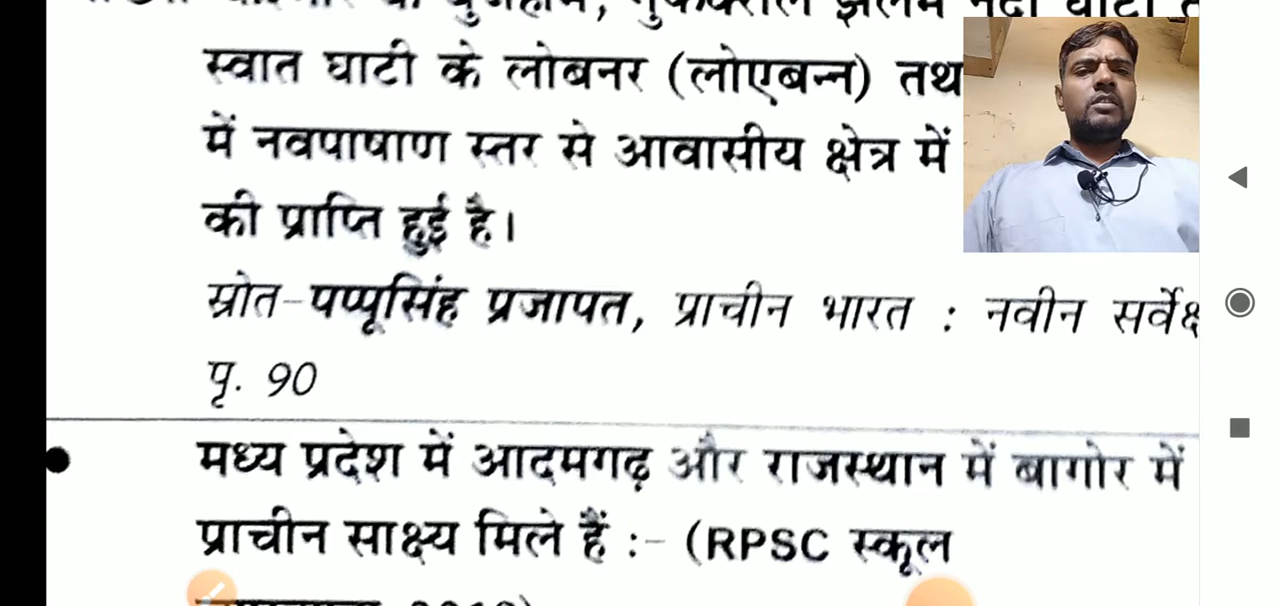 स्वात घाटी के लोबनर (लोएबन्न) तथ
में नवपाषाण स्तर से आवासीय क्षेत्र में
की प्राप्ति हुई है।
स्रोत–पप्पूसिंह प्रजापत, प्राचीन भारत : नवीन सर्वेक्ष
पृ. 90
मध्य प्रदेश में आदमगढ़ और राजस्थान में बागोर में
प्राचीन साक्ष्य मिले हैं :– (RPSC स्कूल